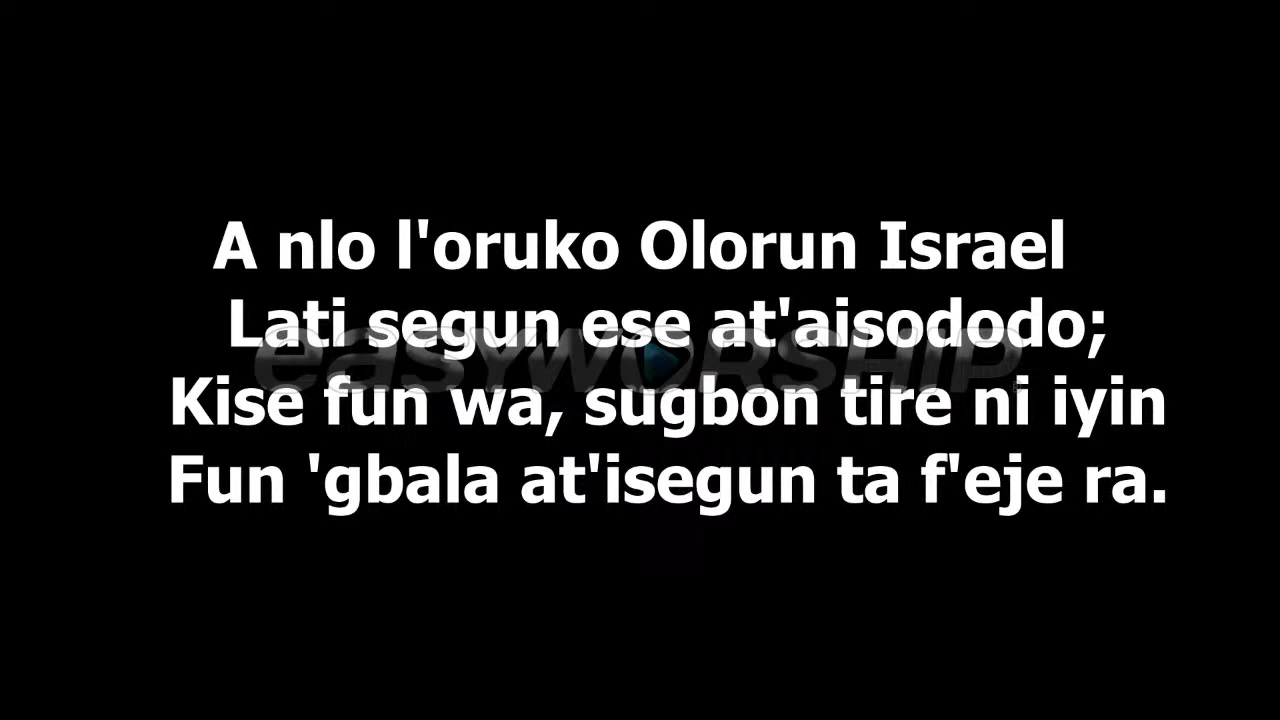 A nlo l'oruko Olorun Israel
Lati segun ese at'aisododo;
easyworship
Kise fun wa, sugbon tire ni iyin
Fun 'gbala at'isegun ta f'eje ra.